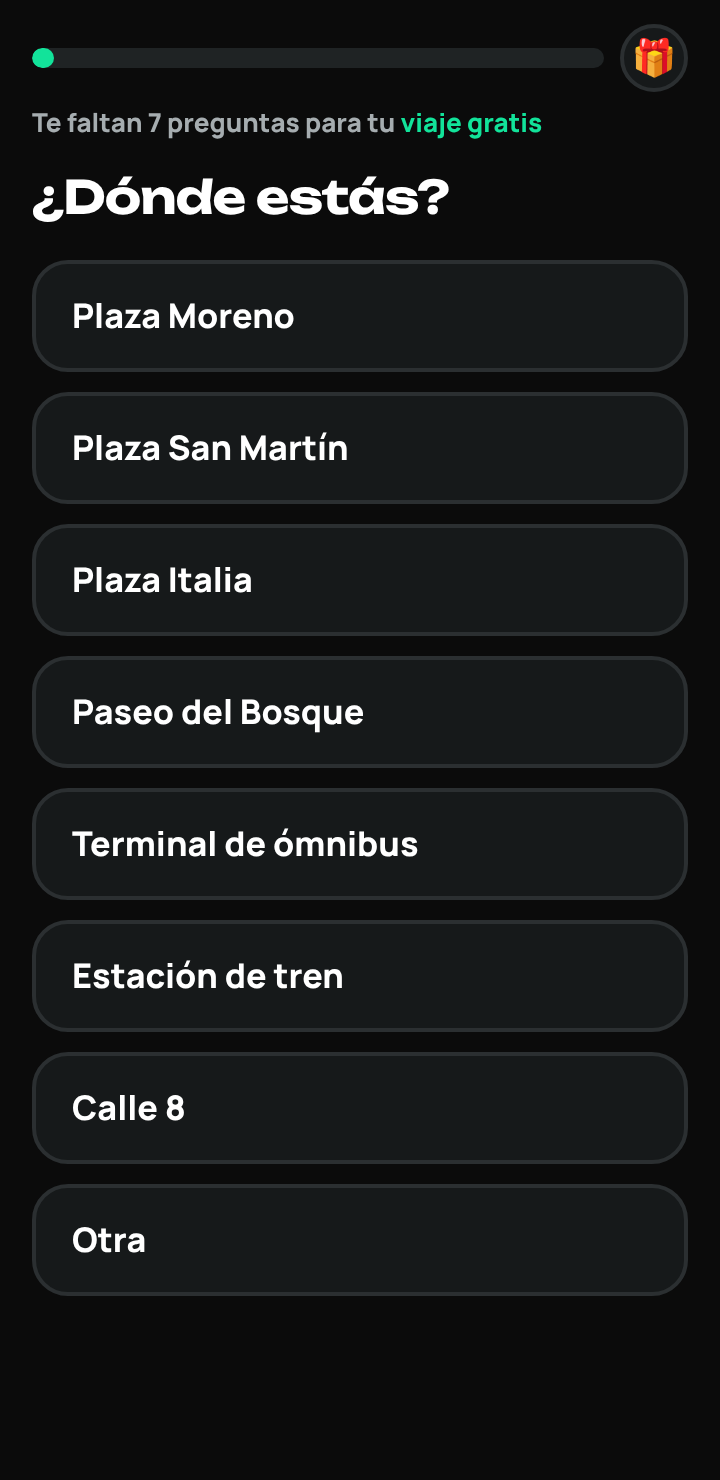 Te faltan 7 preguntas para tu viaje gratis
¿Dónde estás?
Plaza Moreno
Plaza San Martín
Plaza Italia
Paseo del Bosque
Terminal de ómnibus
Estación de tren
Calle 8
Otra